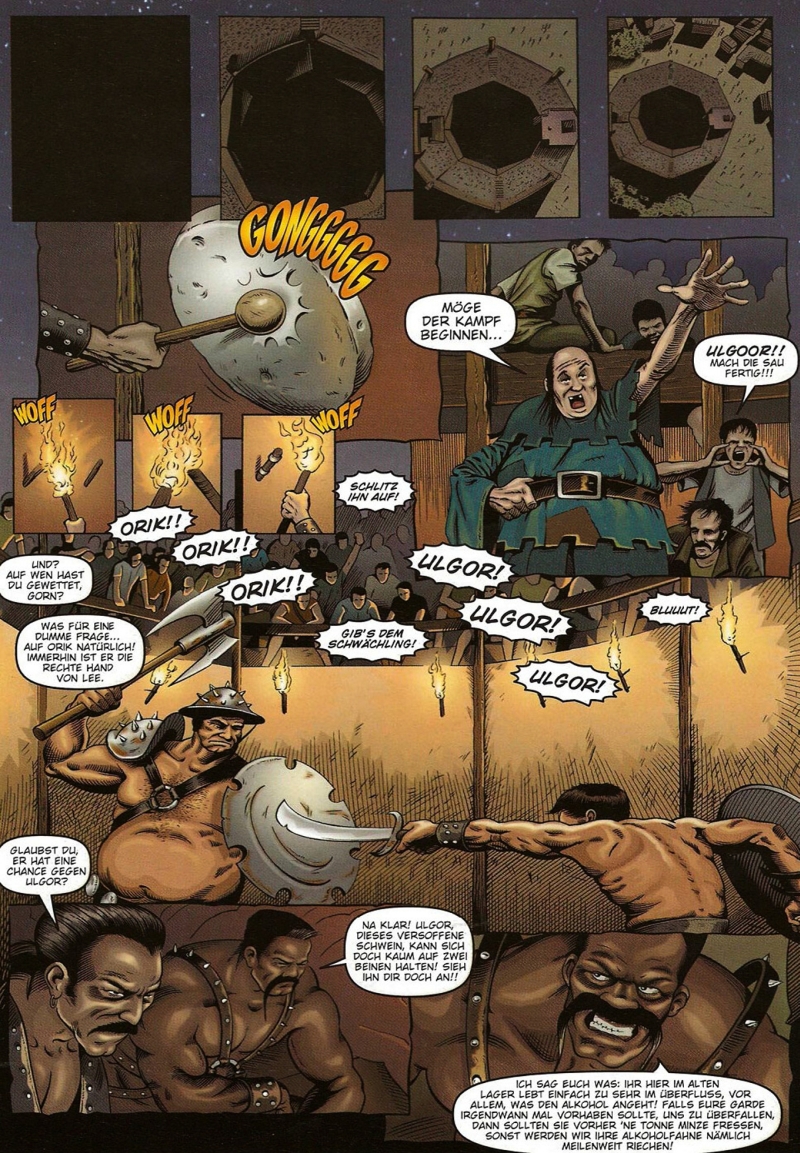 GONGGGGG
MÖGE
DER KAMPF
BEGINNEN...
ULGOOR!!
MACH DIE SAU
FERTIG!!!
WOFF
WOFF
WOFF
SCHLITZ
IHN AUF!
ORIK!!
ORIK!!
ORIK!!
ULGOR!
ULGOR!
ULGOR!
BLUUUT!
GIB'S DEM
SCHWÄCHLING!
UND?
AUF WEN HAST
DU GEWETTET,
GORN?
WAS FÜR EINE
DUMME FRAGE...
AUF ORIK NATÜRLICH!
IMMERHIN IST ER DIE
RECHTE HAND
VON LEE.
GLAUBST DU,
ER HAT EINE
CHANCE GEGEN
ULGOR?
NA KLAR! ULGOR,
DIESES VERSOFFENE
SCHWEIN, KANN SICH
DOCH KAUM AUF ZWEI
BEINEN HALTEN! SIEH
IHN DIR DOCH AN!!
ICH SAG EUCH WAS: IHR HIER IM ALTEN
LAGER LEBT EINFACH ZU SEHR IM ÜBERFLUSS, VOR
ALLEM, WAS DEN ALKOHOL ANGEHT! FALLS EURE GARDE
IRGENDWANN MAL VORHABEN SOLLTE, UNS ZU ÜBERFALLEN,
DANN SOLLTEN SIE VORHER 'NE TONNE MINZE FRESSEN,
SONST WERDEN WIR IHRE ALKOHOLFAHNE NÄMLICH
MEILENWEIT RIECHEN!